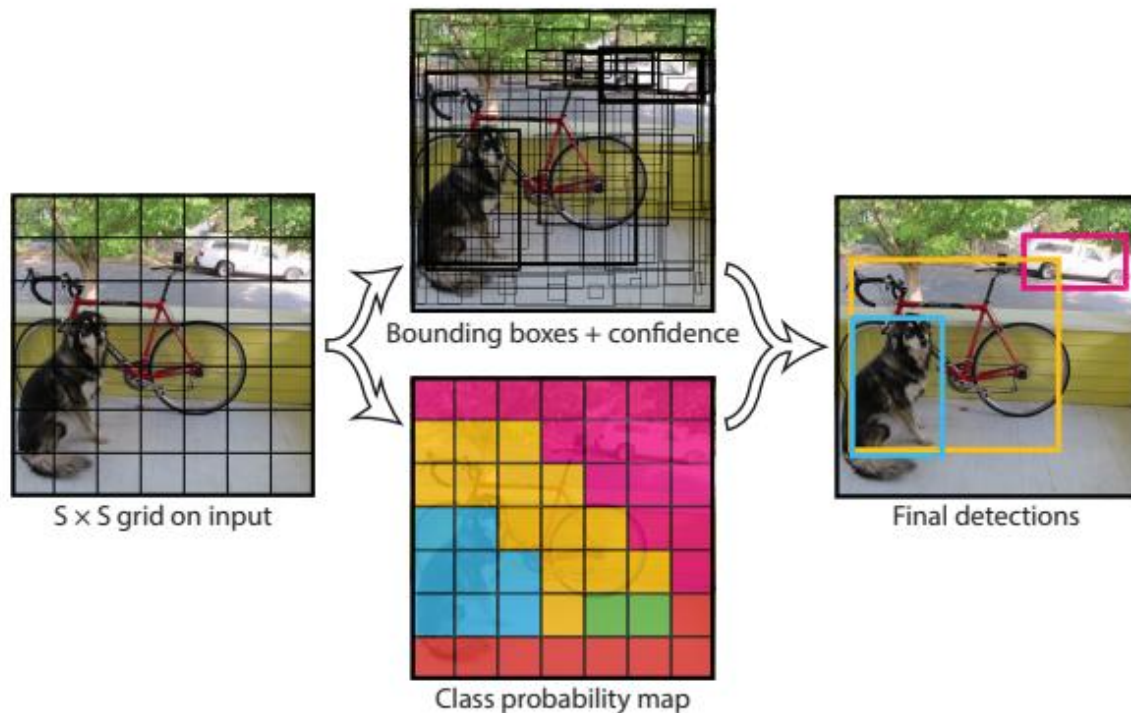 Bounding boxes + confidence
S × S grid on input
Final detections
Class probability map